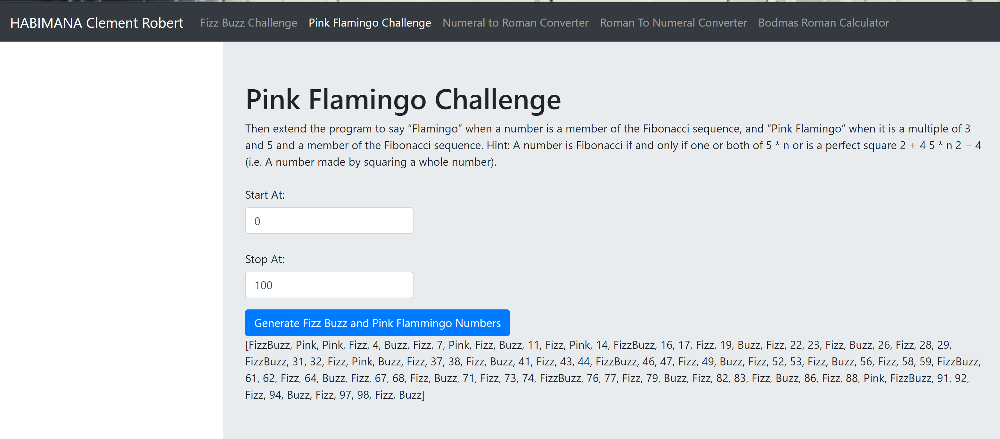 HABIMANA Clement Robert Fizz Buzz Challenge Pink Flamingo Challenge Numeral to Roman Converter Roman To Numeral Converter Bodmas Roman Calculator
Pink Flamingo Challenge
Then extend the program to say “Flamingo” when a number is a member of the Fibonacci sequence, and “Pink Flamingo” when it is a multiple of 3
and 5 and a member of the Fibonacci sequence. Hint: A number is Fibonacci if and only if one or both of 5 * n or is a perfect square 2 + 4 5 * n 2 − 4
(i.e. A number made by squaring a whole number).
Start At:
0
Stop At:
100
Generate Fizz Buzz and Pink Flammingo Numbers
[FizzBuzz, Pink, Pink, Fizz, 4, Buzz, Fizz, 7, Pink, Fizz, Buzz, 11, Fizz, Pink, 14, FizzBuzz, 16, 17, Fizz, 19, Buzz, Fizz, 22, 23, Fizz, Buzz, 26, Fizz, 28, 29,
FizzBuzz, 31, 32, Fizz, Pink, Buzz, Fizz, 37, 38, Fizz, Buzz, 41, Fizz, 43, 44, FizzBuzz, 46, 47, Fizz, 49, Buzz, Fizz, 52, 53, Fizz, Buzz, 56, Fizz, 58, 59, FizzBuzz,
61, 62, Fizz, 64, Buzz, Fizz, 67, 68, Fizz, Buzz, 71, Fizz, 73, 74, FizzBuzz, 76, 77, Fizz, 79, Buzz, Fizz, 82, 83, Fizz, Buzz, 86, Fizz, 88, Pink, FizzBuzz, 91, 92,
Fizz, 94, Buzz, Fizz, 97, 98, Fizz, Buzz]